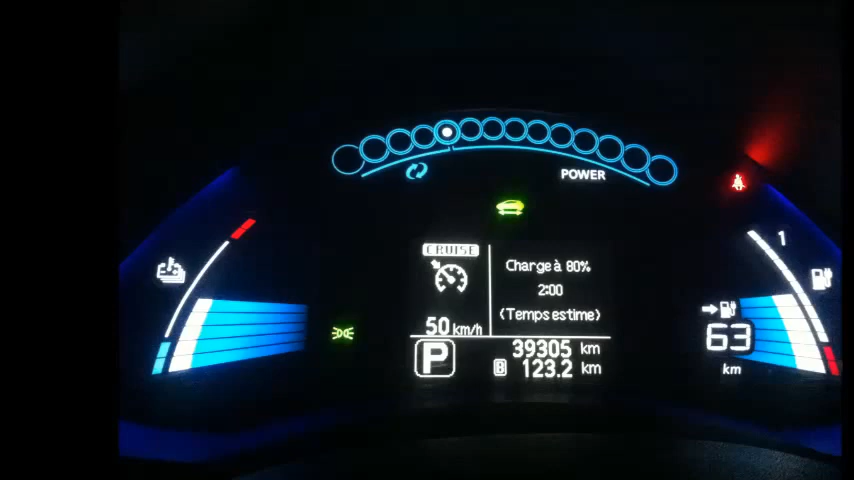 POWER
1
CRUISE
Charge à 80%
2:00
(Temps estime)
50 km/h
P
39305 km
B 123.2 km
63
km